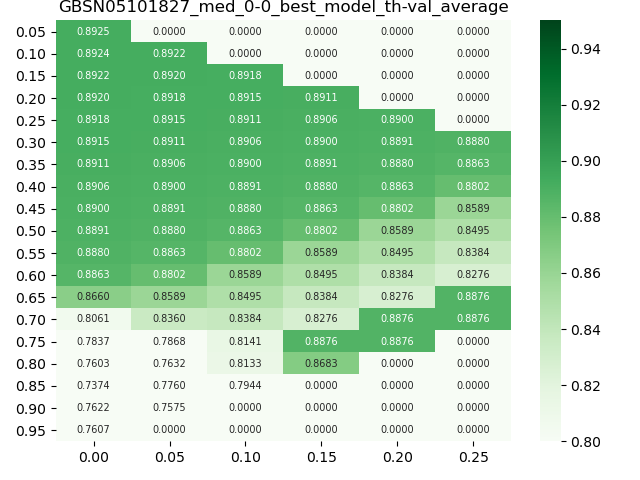 GBSN05101827_med_0-0_best_model_th-val_average
0.05 0.8925 0.0000 0.0000 0.0000 0.0000 0.0000
0.10 0.8924 0.8922 0.0000 0.0000 0.0000 0.0000
0.15 0.8922 0.8920 0.8918 0.0000 0.0000 0.0000
0.20 0.8920 0.8918 0.8915 0.8911 0.0000 0.0000
0.25 0.8918 0.8915 0.8911 0.8906 0.8900 0.0000
0.30 0.8915 0.8911 0.8906 0.8900 0.8891 0.8880
0.35 0.8911 0.8906 0.8900 0.8891 0.8880 0.8863
0.40 0.8906 0.8900 0.8891 0.8880 0.8863 0.8802
0.45 0.8900 0.8891 0.8880 0.8863 0.8802 0.8589
0.50 0.8891 0.8880 0.8863 0.8802 0.8589 0.8495
0.55 0.8880 0.8863 0.8802 0.8589 0.8495 0.8384
0.60 0.8863 0.8802 0.8589 0.8495 0.8384 0.8276
0.65 0.8660 0.8589 0.8495 0.8384 0.8276 0.8876
0.70 0.8061 0.8360 0.8384 0.8276 0.8876 0.8876
0.75 0.7837 0.7868 0.8141 0.8876 0.8876 0.0000
0.80 0.7603 0.7632 0.8133 0.8683 0.0000 0.0000
0.85 0.7374 0.7760 0.7944 0.0000 0.0000 0.0000
0.90 0.7622 0.7575 0.0000 0.0000 0.0000 0.0000
0.95 0.7607 0.0000 0.0000 0.0000 0.0000 0.0000
0.00 0.05 0.10 0.15 0.20 0.25
0.94
0.92
0.90
0.88
0.86
0.84
0.82
0.80